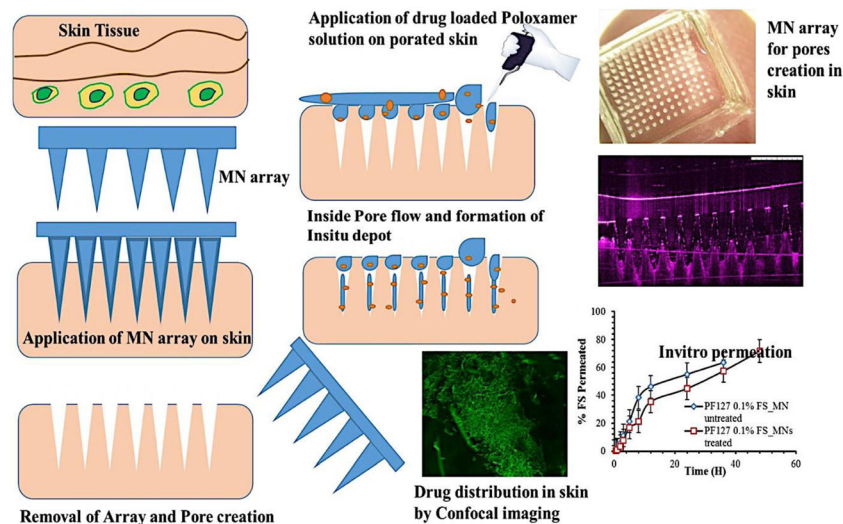 Skin Tissue
MN array
Application of MN array on skin
Removal of Array and Pore creation
Application of drug loaded Poloxamer
solution on porated skin
Inside Pore flow and formation of
Insitu depot
Drug distribution in skin
by Confocal imaging
MN array
for pores
creation in
skin
% FS Permeated
100
80
60
40
20
0
Invitro permeation
PF127 0.1% FS_MN
untreated
PF127 0.1% FS_MNs
treated
0
20
40
60
Time (H)